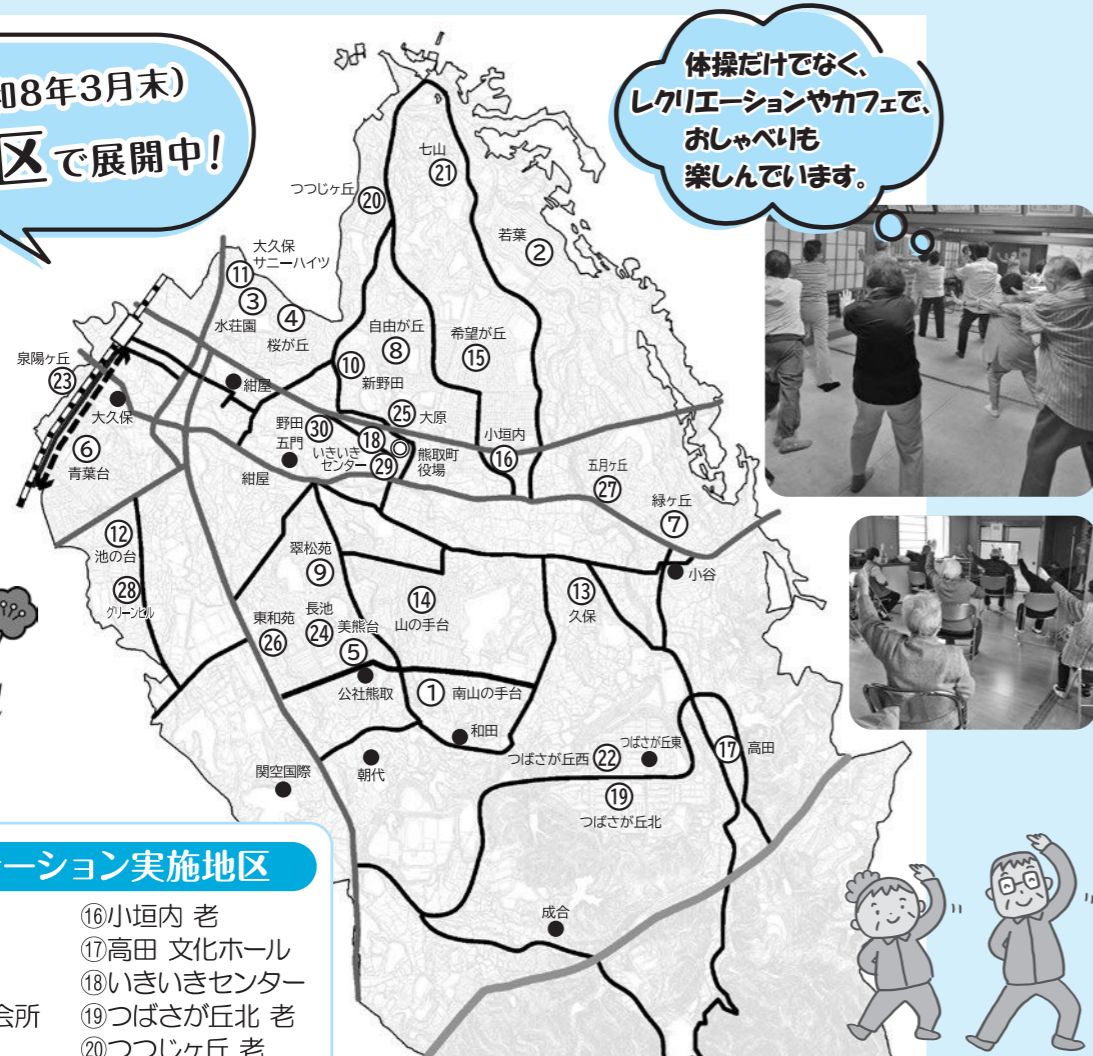 和8年3月末）
区で展開中！
体操だけでなく、
レクリエーションやカフェで、
おしゃべりも
楽しんでいます。
七山
㉑
つつじヶ丘
⑳
若葉
②
大久保
サニーハイツ
⑪
③
水荘園
④
桜が丘
自由が丘
⑧
希望が丘
⑮
⑩
新野田
泉陽ヶ丘
㉓
大久保
紺屋
㉕ 大原
野田 ㉚
五門
⑱
いきいき
センター
㉙
熊取町
役場
小垣内
⑯
⑥
青葉台
紺屋
五月ヶ丘
㉗
緑ヶ丘
⑦
小谷
⑫
池の台
㉘
グリーンヒル
翠松苑
⑨
⑭
山の手台
⑬
久保
東和苑
㉖
長池
㉔
美熊台
⑤
公社熊取
① 南山の手台
和田
つばさが丘西 ㉒
つばさが丘東
⑰ 高田
関空国際
朝代
⑲
つばさが丘北
成合
ーション実施地区
⑯小垣内 老
⑰高田 文化ホール
⑱いきいきセンター
会所
⑲つばさが丘北 老
⑳つつじヶ丘 老